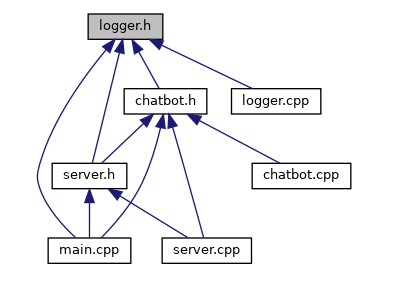 logger.h
chatbot.h
logger.cpp
server.h
chatbot.cpp
main.cpp
server.cpp